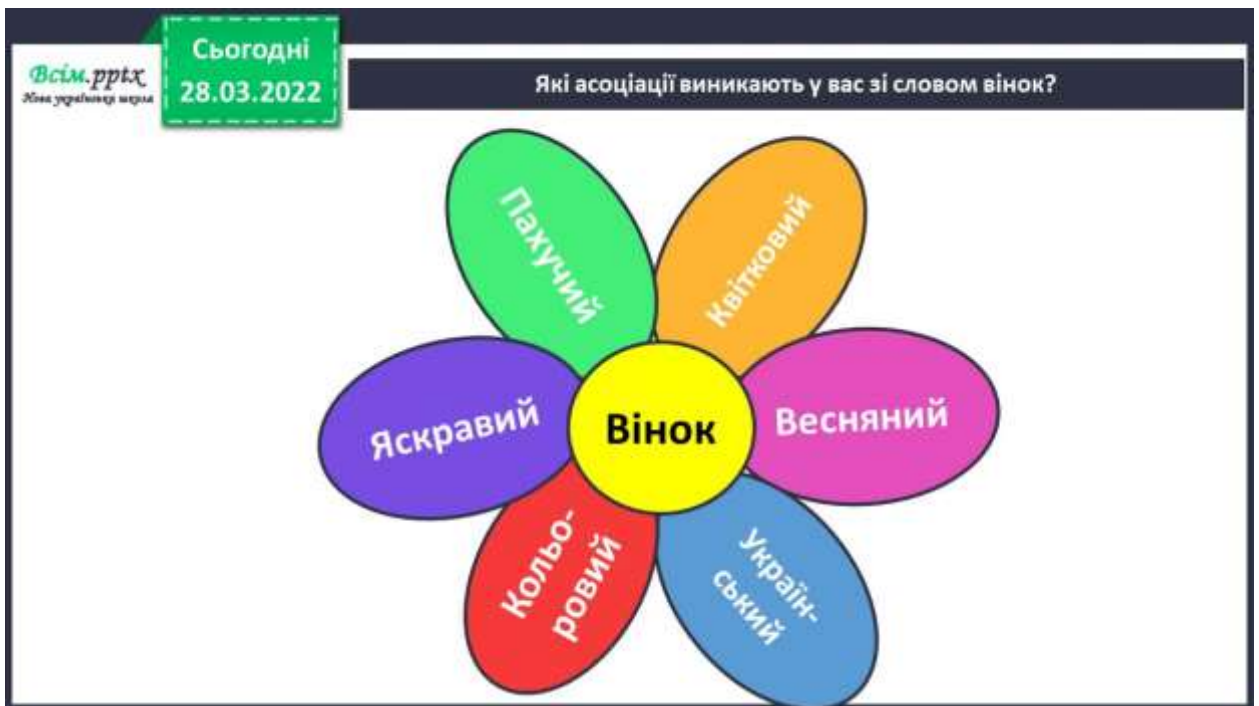 Всім.pptx
Нова українська школа
Сьогодні
28.03.2022
Які асоціації виникають у вас зі словом вінок?
Пахучий
Квітковий
Яскравий
Вінок
Весняний
Кольо-
ровий
Україн-
ський